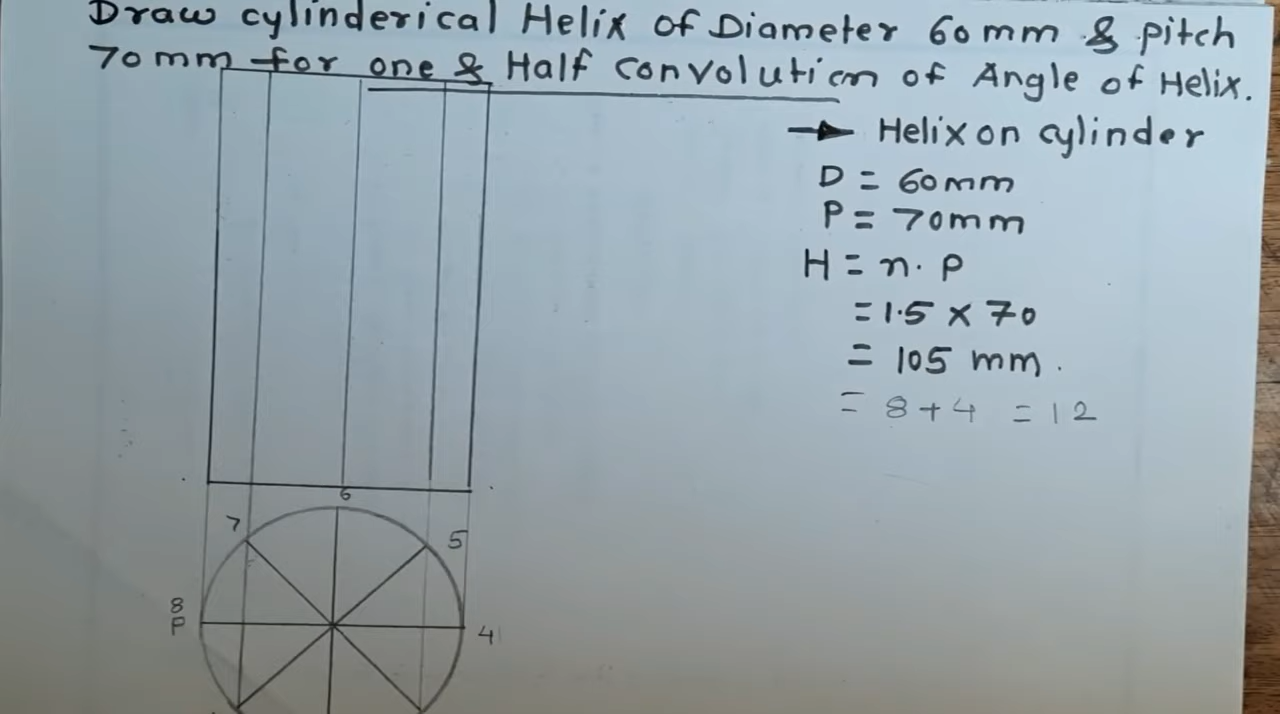 Draw cylinderical Helix of Diameter 60mm & pitch
70mm for one & Half convolution of Angle of Helix.
→ Helix on cylinder
D = 60mm
P = 70mm
H = n. P
= 1.5 x 70
= 105 mm.
= 8+4 = 12
6
7
5
8
P
4